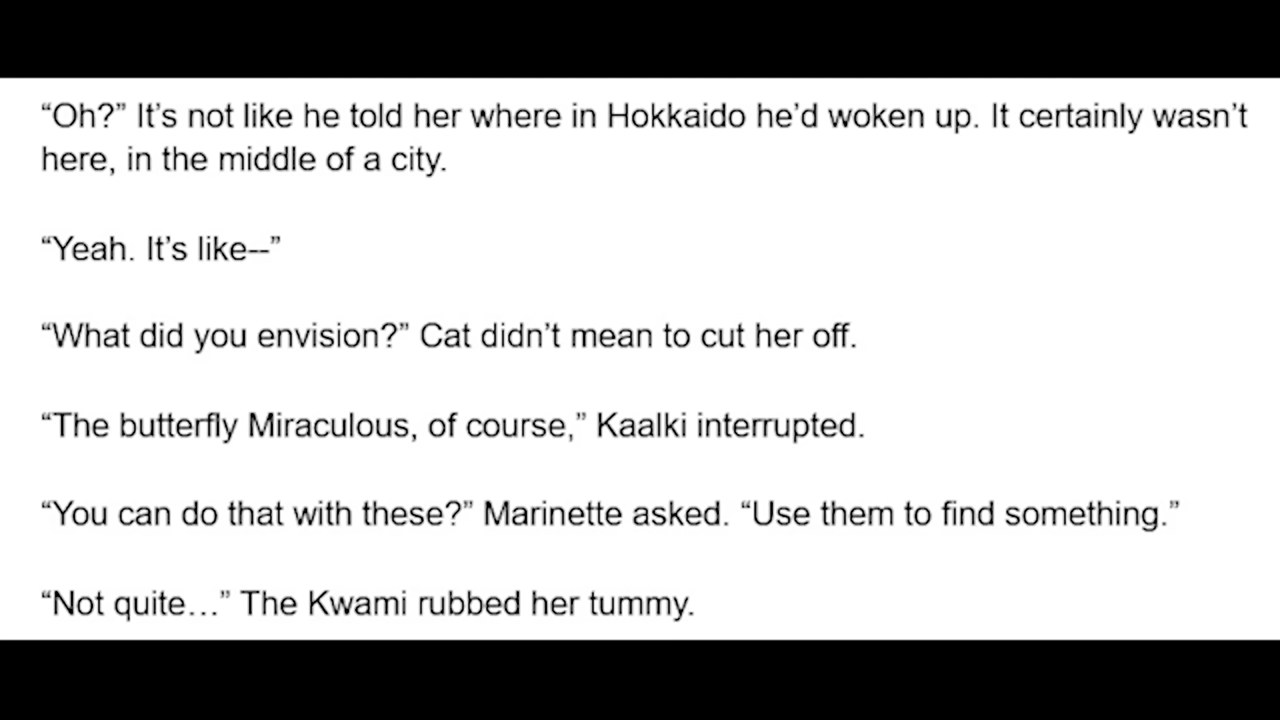 “Oh?” It’s not like he told her where in Hokkaido he’d woken up. It certainly wasn’t
here, in the middle of a city.
“Yeah. It’s like--”
“What did you envision?” Cat didn’t mean to cut her off.
“The butterfly Miraculous, of course,” Kaalki interrupted.
“You can do that with these?” Marinette asked. “Use them to find something.”
“Not quite…” The Kwami rubbed her tummy.